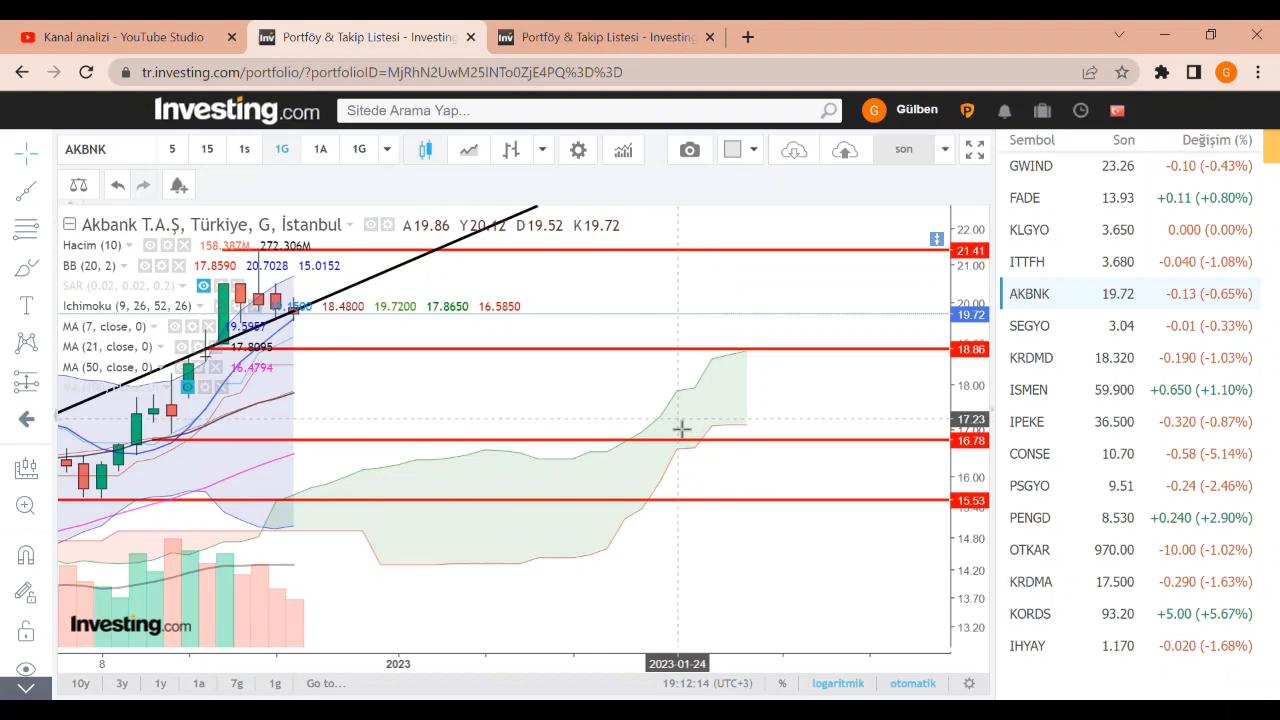 Kanal analizi - YouTube Studio
Portföy & Takip Listesi - Investing
Portföy & Takip Listesi - Investing
tr.investing.com/portfolio/?portfolioID=MjRhN2UwM25lNTo0ZjE4PQ%3D%3D
G
Investing.com
Sitede Arama Yap...
G
Gülben
AKBNK
5
15
1s
1G
1A
1G
son
Akbank T.A.Ş, Türkiye, G, İstanbul
A 19.86 Y 20.12 D 19.52 K 19.72
Hacim (10)
158.387M 272.306M
BB (20, 2)
17.8590 20.7028 15.0152
SAR (0.02, 0.02, 0.2)
Ichimoku (9, 26, 52, 26)
18.4800 19.7200 17.8650 16.5850
MA (7, close, 0)
19.5957
MA (21, close, 0)
17.8095
MA (50, close, 0)
16.4794
22.00
21.41
21.00
20.00
19.72
18.86
18.00
17.23
17.00
16.78
16.00
15.53
14.80
14.20
13.70
13.20
Investing.com
8
2023
2023-01-24
10y
3y
1y
1a
7g
1g
Go to...
19:12:14 (UTC+3)
%
logaritmik
otomatik
Sembol Son Değişim (%)
GWIND 23.26 -0.10 (-0.43%)
FADE 13.93 +0.11 (+0.80%)
KLGYO 3.650 0.000 (0.00%)
ITTFH 3.680 -0.040 (-1.08%)
AKBNK 19.72 -0.13 (-0.65%)
SEGYO 3.04 -0.01 (-0.33%)
KRDMD 18.320 -0.190 (-1.03%)
ISMEN 59.900 +0.650 (+1.10%)
IPEKE 36.500 -0.320 (-0.87%)
CONSE 10.70 -0.58 (-5.14%)
PSGYO 9.51 -0.24 (-2.46%)
PENGD 8.530 +0.240 (+2.90%)
OTKAR 970.00 -10.00 (-1.02%)
KRDMA 17.500 -0.290 (-1.63%)
KORDS 93.20 +5.00 (+5.67%)
IHYAY 1.170 -0.020 (-1.68%)